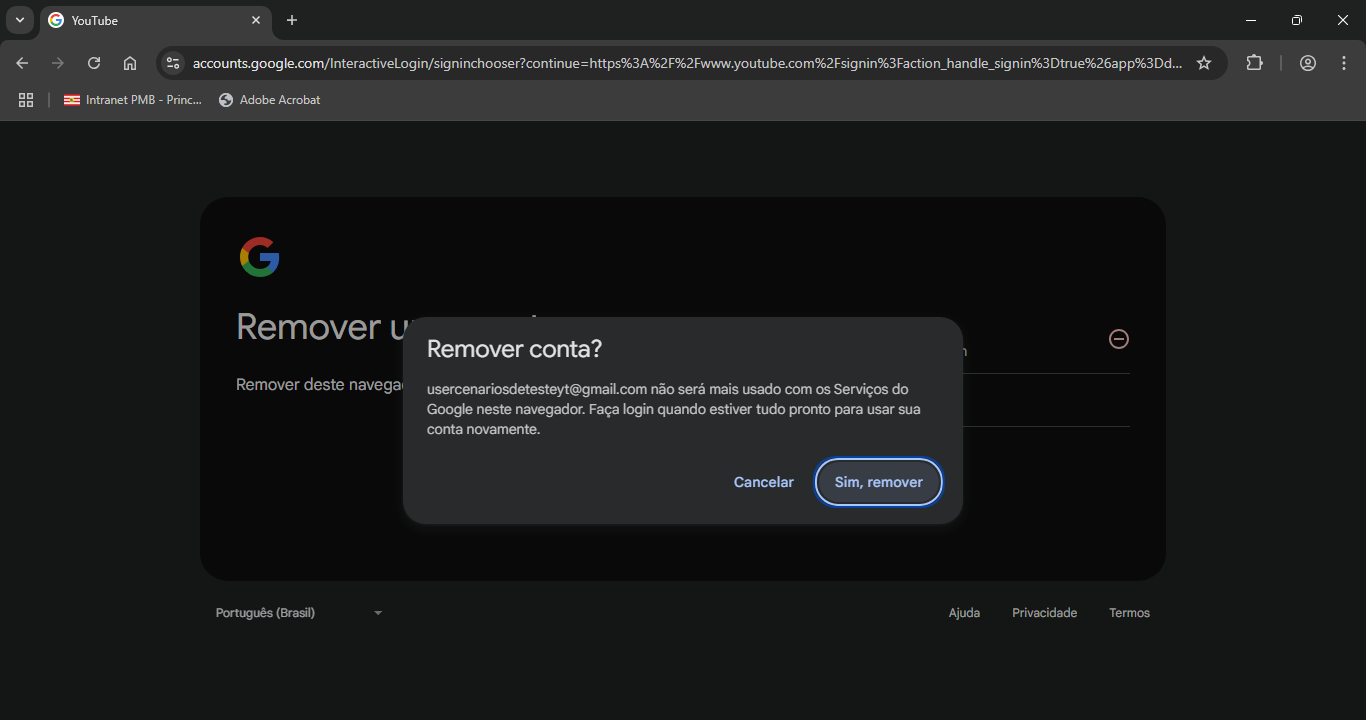 YouTube
accounts.google.com/InteractiveLogin/signinchooser?continue=https%3A%2F%2Fwww.youtube.com%2Fsignin%3Faction_handle_signin%3Dtrue%26app%3Dd...
Intranet PMB - Princ... Adobe Acrobat
Remover
Remover conta?
Remover deste
usercenariosdetesteyt@gmail.com não será mais usado com os Serviços do
Google neste navegador. Faça login quando estiver tudo pronto para usar sua
conta novamente.
Cancelar Sim, remover
Português (Brasil) Ajuda Privacidade Termos